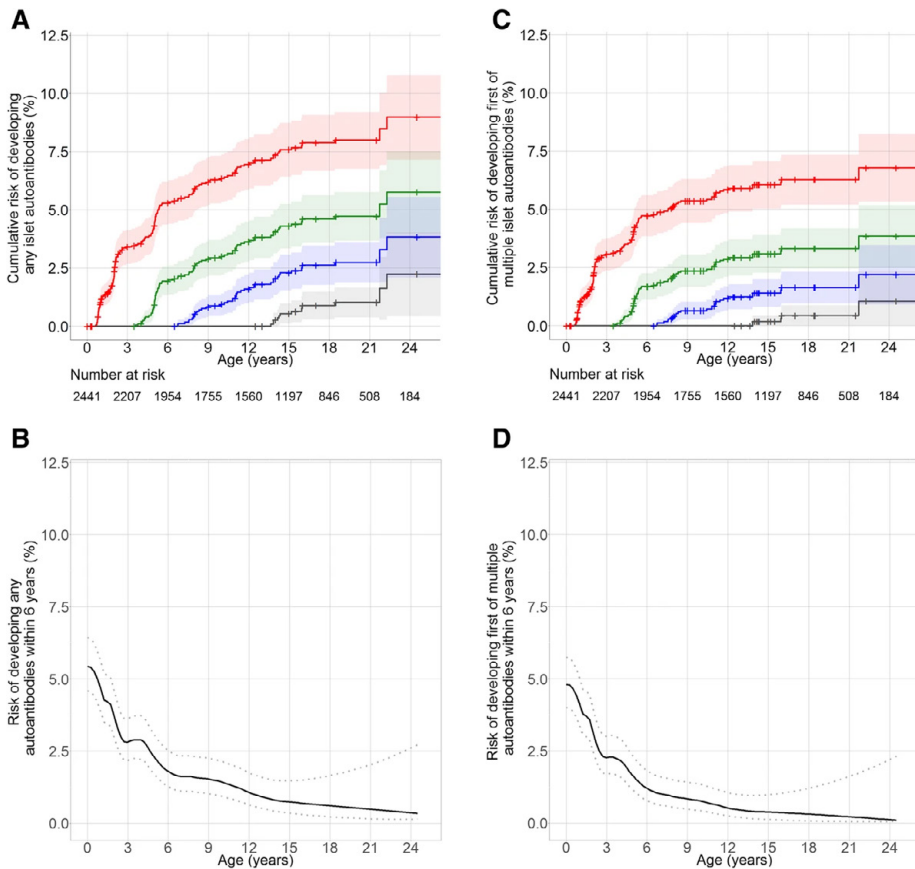 A
Cumulative risk of developing
any islet autoantibodies (%)
12.5
10.0
7.5
5.0
2.5
0.0
0 3 6 9 12 15 18 21 24
Age (years)
Number at risk
2441 2207 1954 1755 1560 1197 846 508 184
C
Cumulative risk of developing first of
multiple islet autoantibodies (%)
12.5
10.0
7.5
5.0
2.5
0.0
0 3 6 9 12 15 18 21 24
Age (years)
Number at risk
2441 2207 1954 1755 1560 1197 846 508 184
B
Risk of developing any
autoantibodies within 6 years (%)
12.5
10.0
7.5
5.0
2.5
0.0
0 3 6 9 12 15 18 21 24
Age (years)
D
Risk of developing first of multiple
autoantibodies within 6 years (%)
12.5
10.0
7.5
5.0
2.5
0.0
0 3 6 9 12 15 18 21 24
Age (years)